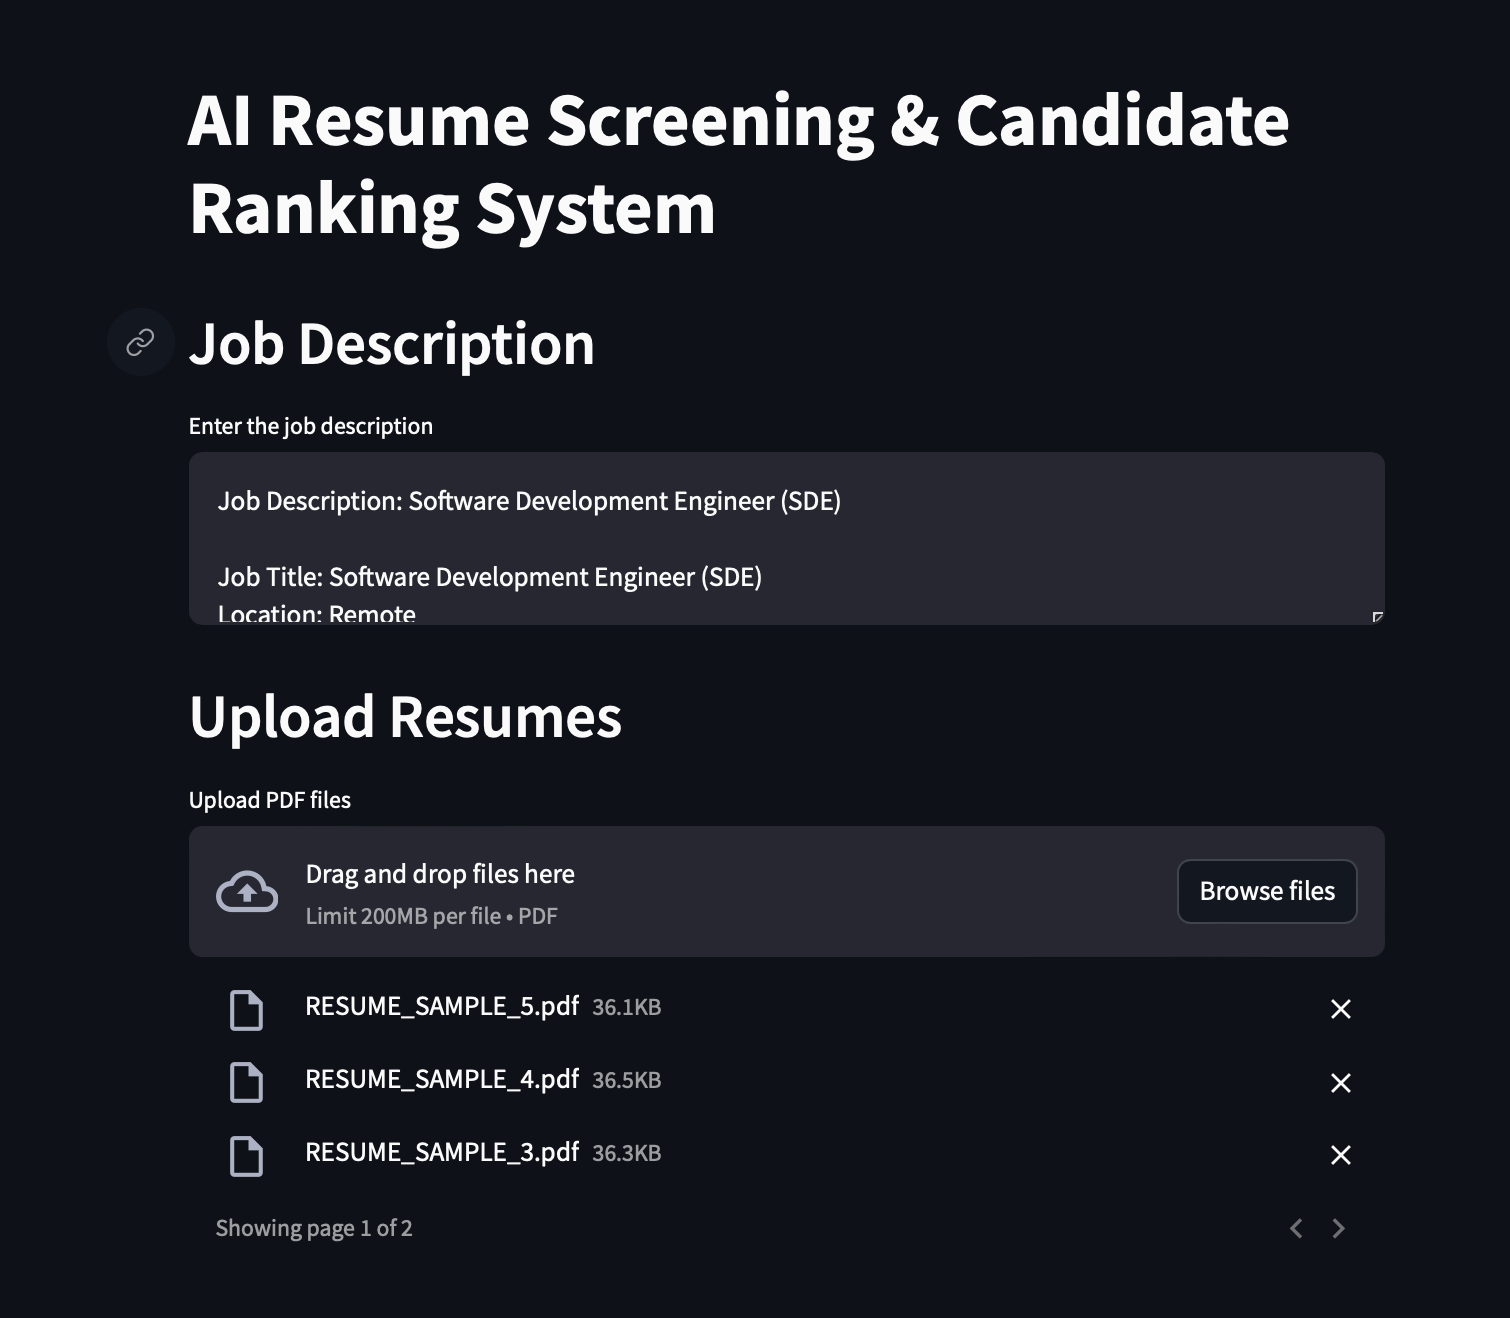 AI Resume Screening & Candidate
Ranking System
Job Description
Enter the job description
Job Description: Software Development Engineer (SDE)
Job Title: Software Development Engineer (SDE)
Location: Remote
Upload Resumes
Upload PDF files
Drag and drop files here
Limit 200MB per file • PDF
Browse files
RESUME_SAMPLE_5.pdf 36.1KB
RESUME_SAMPLE_4.pdf 36.5KB
RESUME_SAMPLE_3.pdf 36.3KB
Showing page 1 of 2